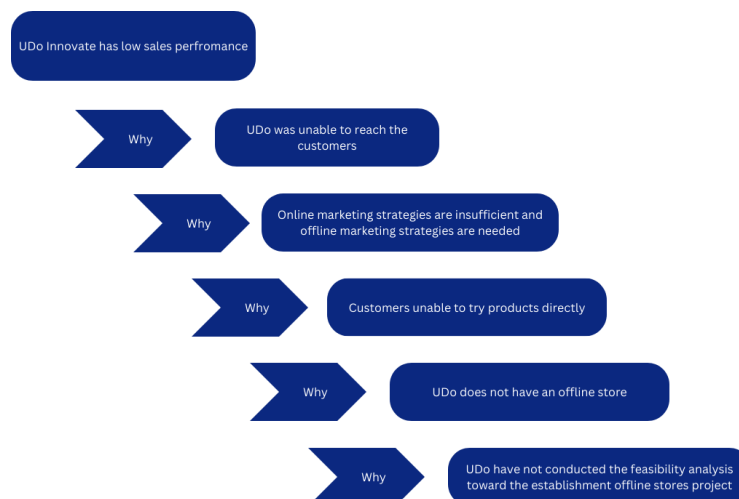 UDo Innovate has low sales perfromance
Why
UDo was unable to reach the
customers
Why
Online marketing strategies are insufficient and
offline marketing strategies are needed
Why
Customers unable to try products directly
Why
UDo does not have an offline store
Why
UDo have not conducted the feasibility analysis
toward the establishment offline stores project